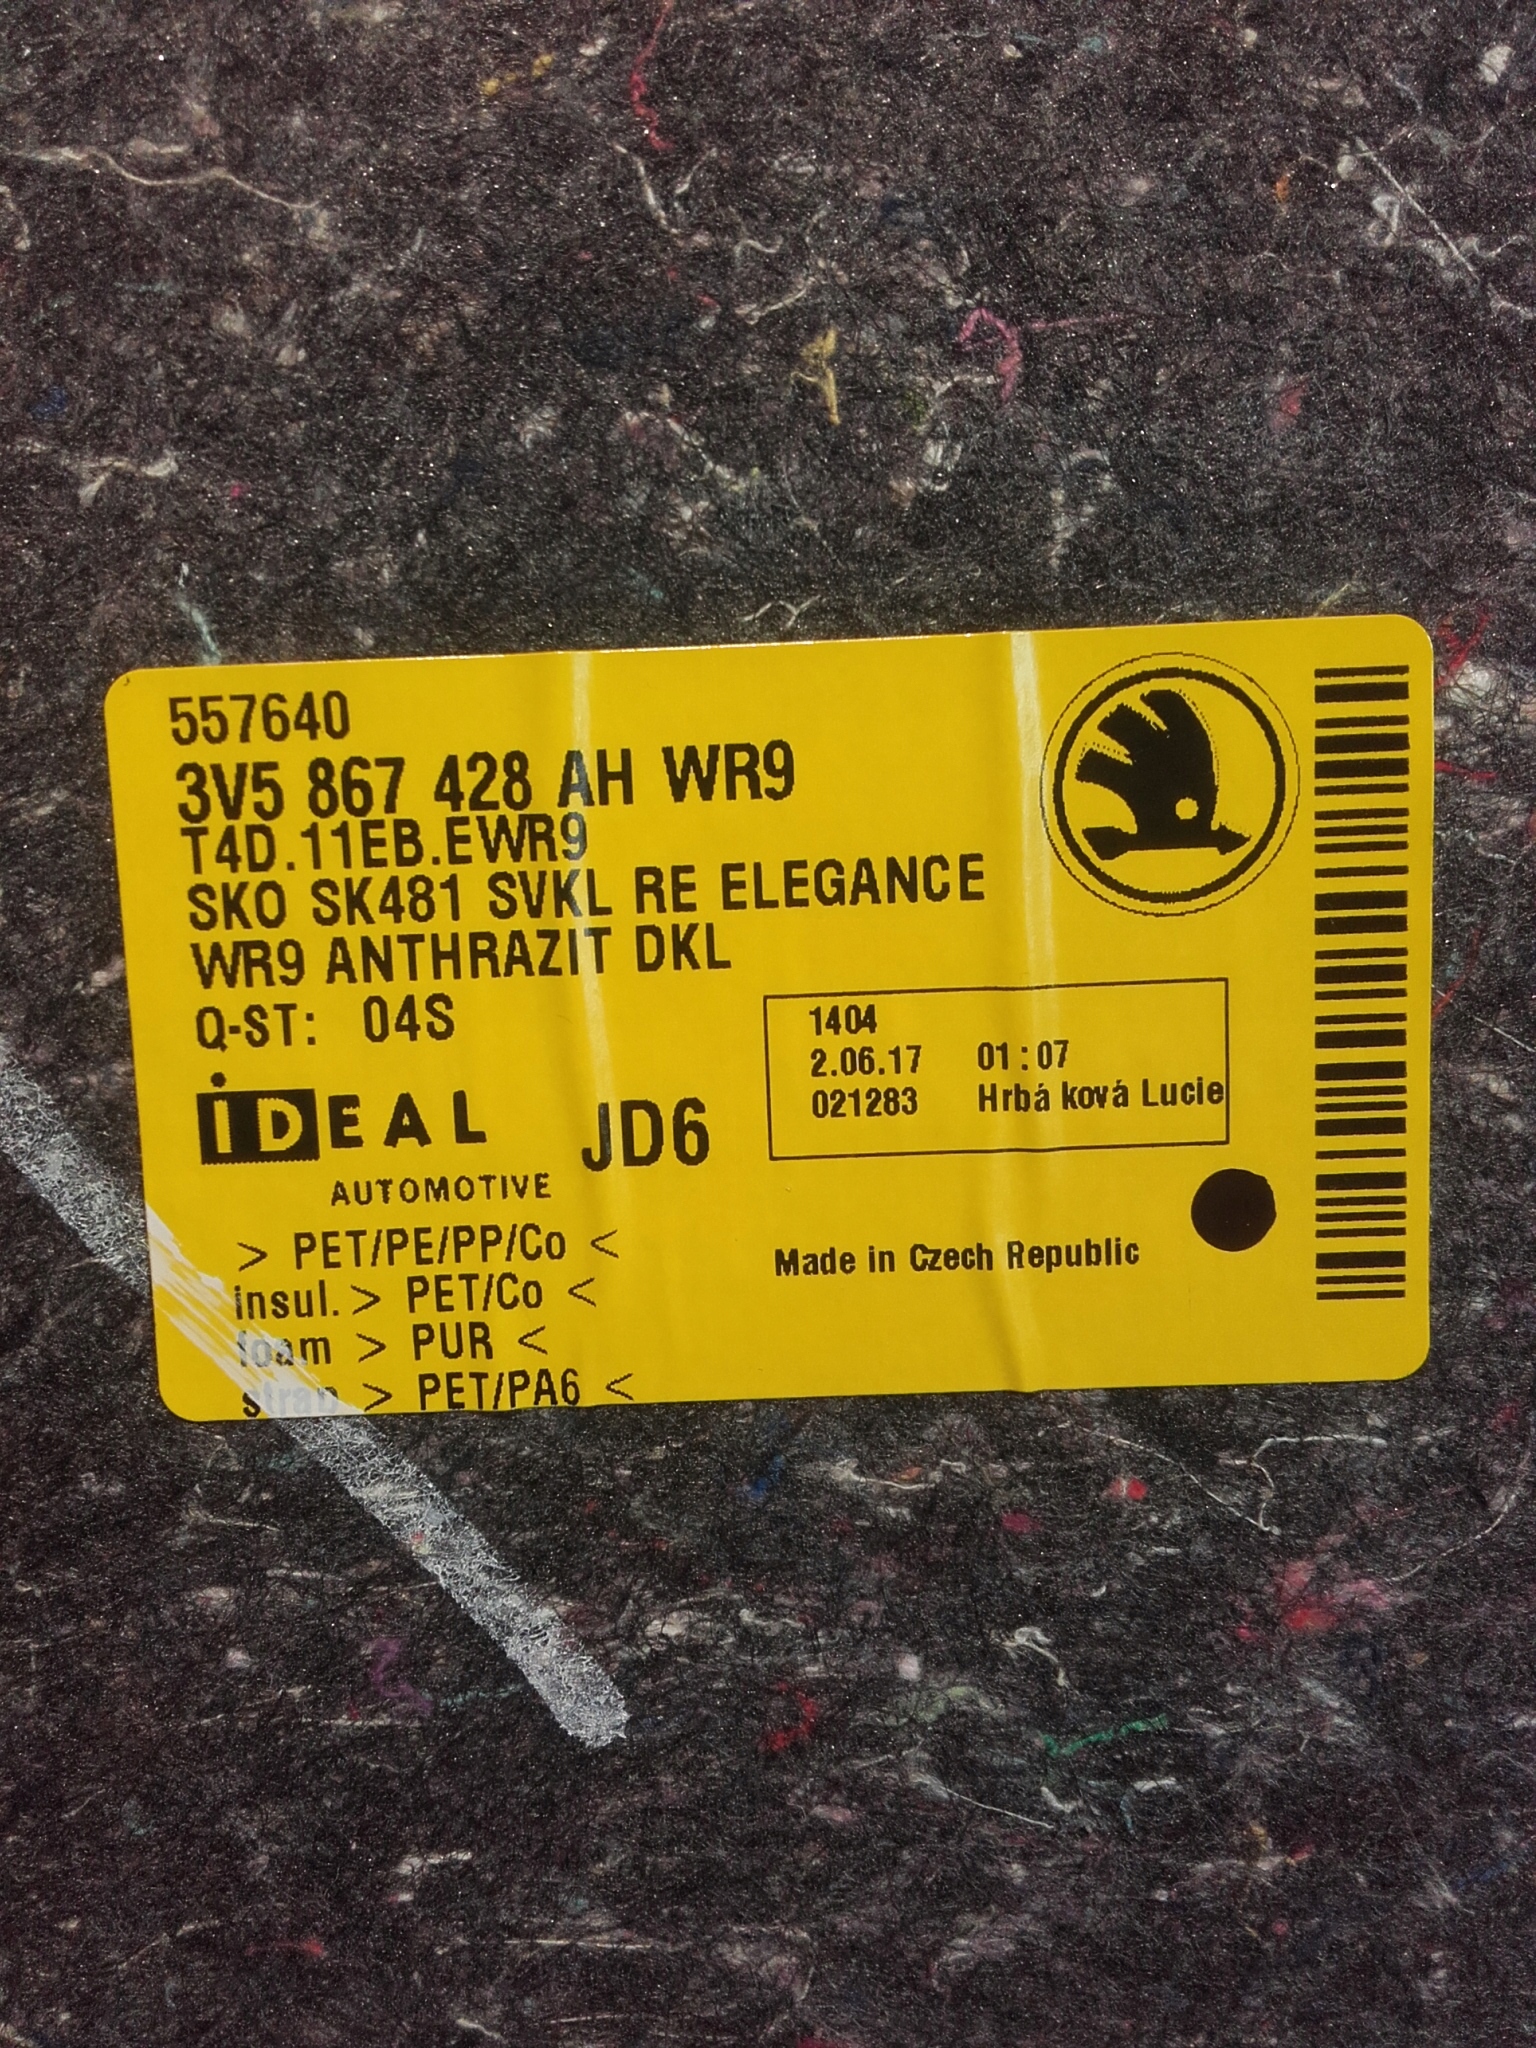 557640
3V5 867 428 AH WR9
T4D.11EB.EWR9
SKO SK481 SVKL RE ELEGANCE
WR9 ANTHRAZIT DKL
Q-ST: 04S
1404
2.06.17 01:07
021283 Hrbá ková Lucie
iDEAL
AUTOMOTIVE
JD6
> PET/PE/PP/Co <
insul.> PET/Co <
foam > PUR <
strap > PET/PA6 <
Made in Czech Republic